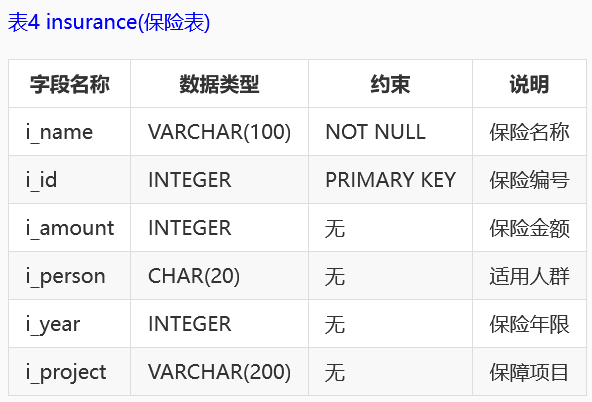 表4 insurance(保险表)
字段名称 数据类型 约束 说明
i_name VARCHAR(100) NOT NULL 保险名称
i_id INTEGER PRIMARY KEY 保险编号
i_amount INTEGER 无 保险金额
i_person CHAR(20) 无 适用人群
i_year INTEGER 无 保险年限
i_project VARCHAR(200) 无 保障项目